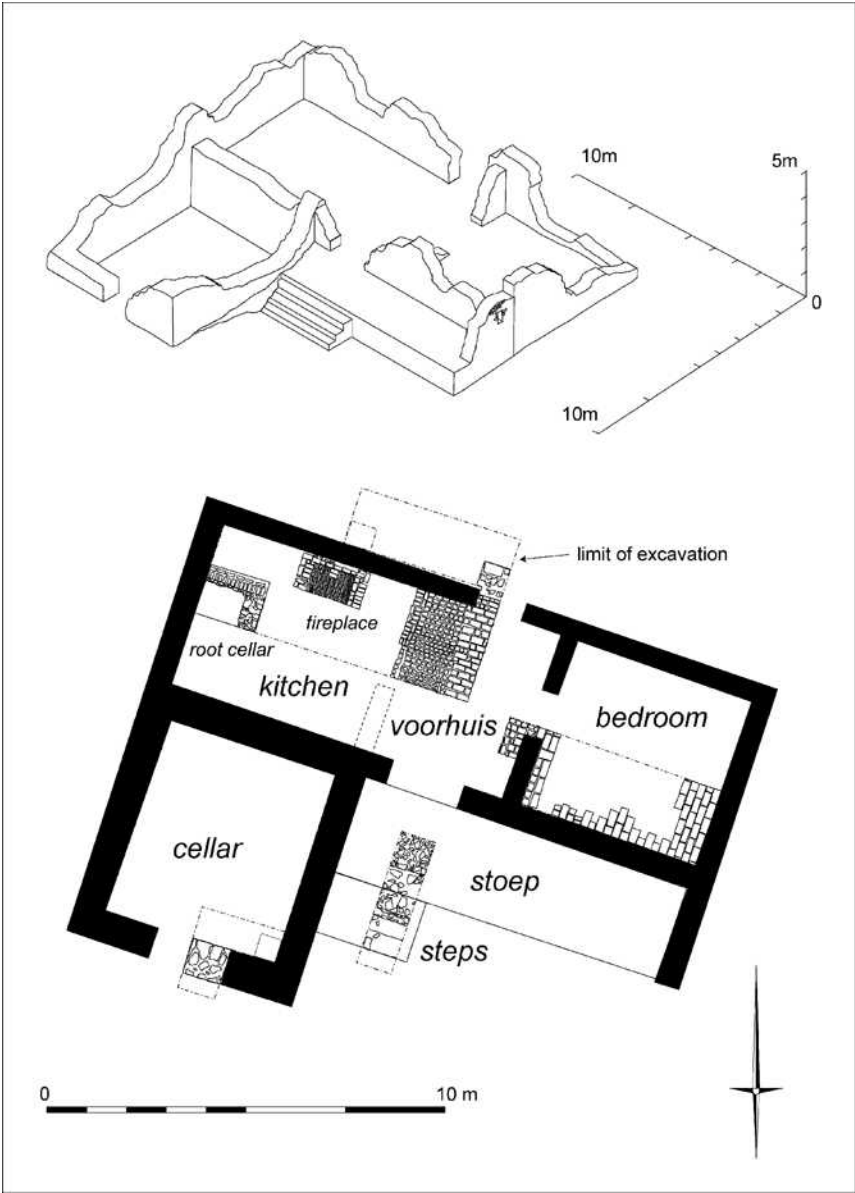 10m
5m
0
10m
limit of excavation
fireplace
root cellar
kitchen
voorhuis
bedroom
cellar
stoep
steps
0
10 m